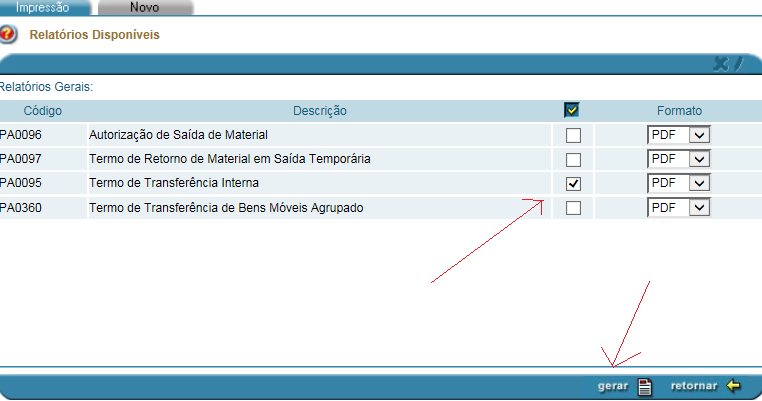 Impressão Novo
Relatórios Disponíveis
Relatórios Gerais:
Código Descrição Formato
PA0096 Autorização de Saída de Material PDF
PA0097 Termo de Retorno de Material em Saída Temporária PDF
PA0095 Termo de Transferência Interna PDF
PA0360 Termo de Transferência de Bens Móveis Agrupado PDF
gerar retornar